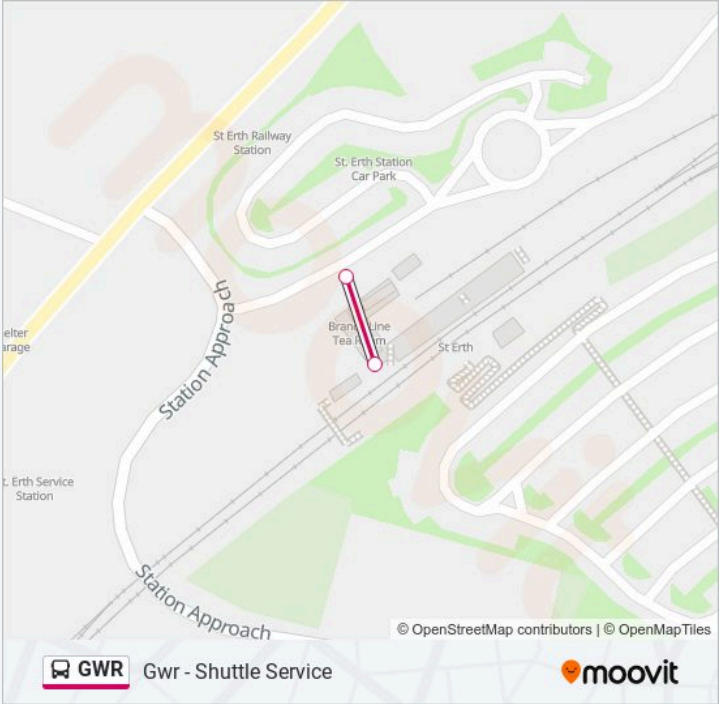 St Erth Railway
Station
St. Erth Station
Car Park
Station Approach
elter
arage
Tea
St Erth
t. Erth Service
Station
Station Approach
© OpenStreetMap contributors | © OpenMapTiles
GWR
Gwr - Shuttle Service
moovit